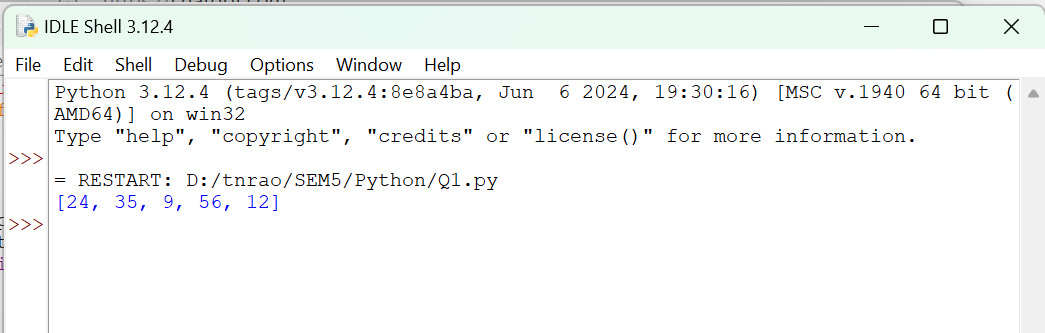 IDLE Shell 3.12.4
File Edit Shell Debug Options Window Help
Python 3.12.4 (tags/v3.12.4:8e8a4ba, Jun  6 2024, 19:30:16) [MSC v.1940 64 bit (
AMD64)] on win32
Type "help", "copyright", "credits" or "license()" for more information.
>>>
= RESTART: D:/tnrao/SEM5/Python/Q1.py
[24, 35, 9, 56, 12]
>>>